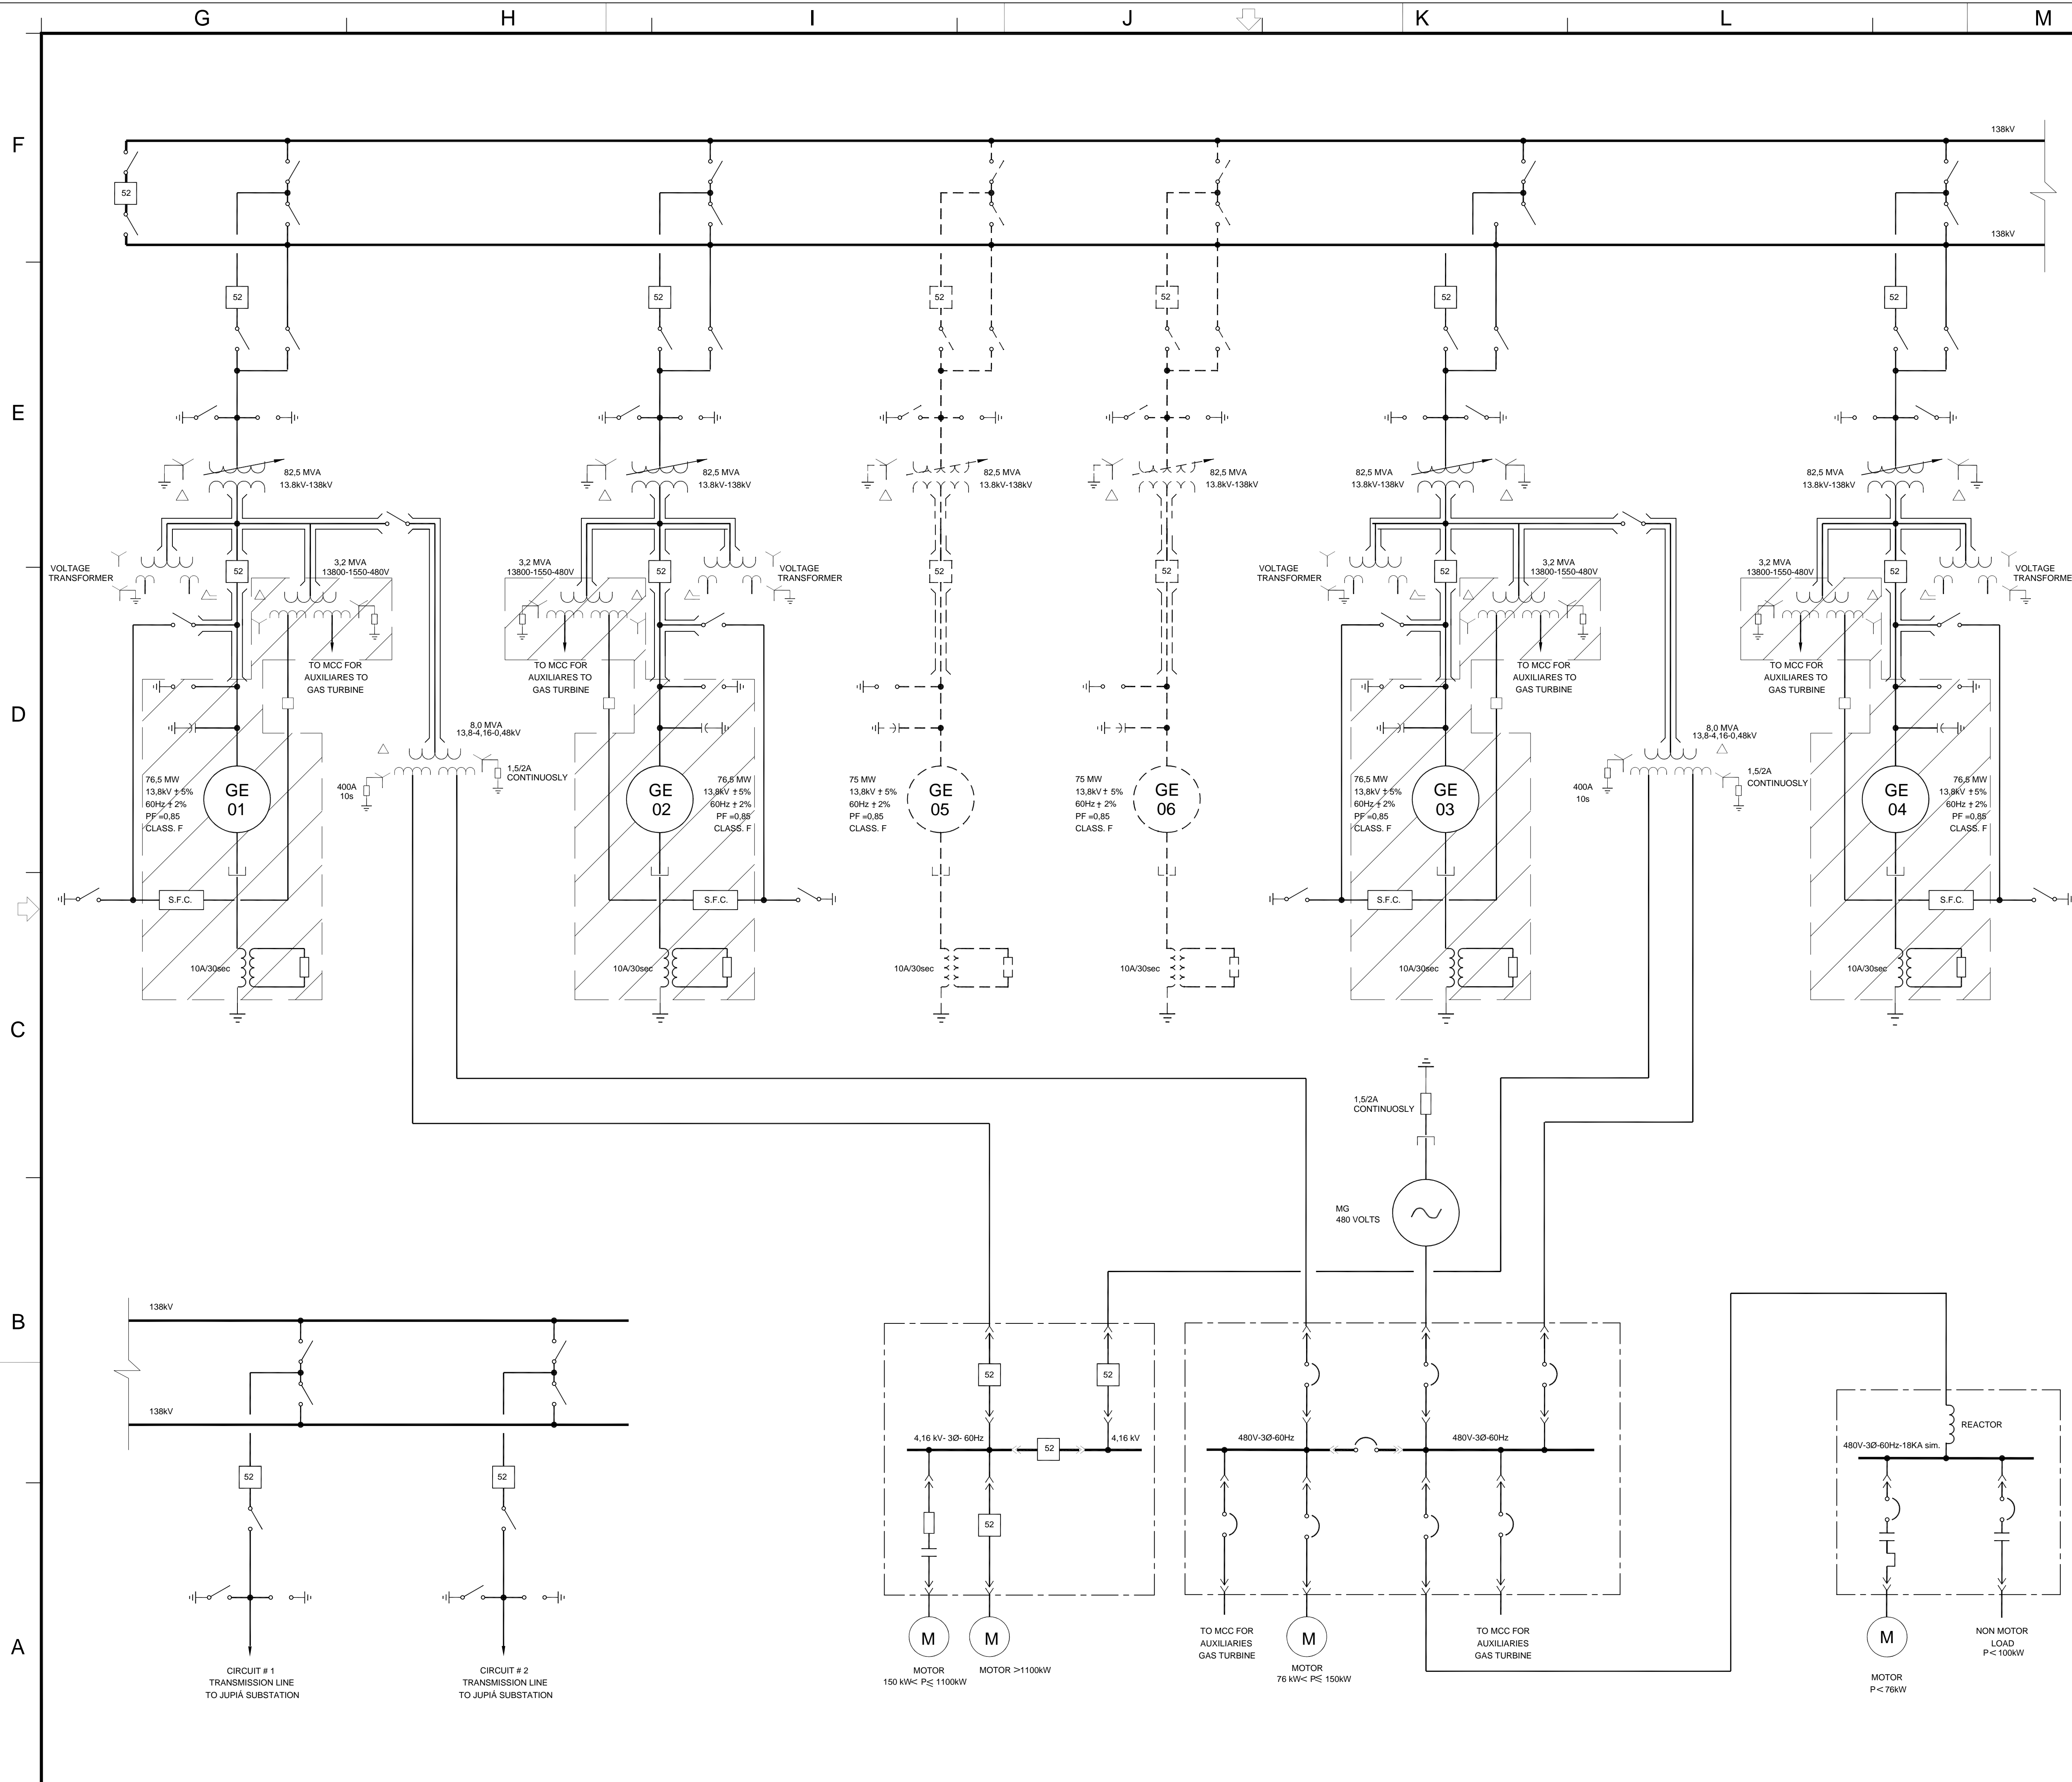 G H I J K L M
F
138kV
52
138kV
52 52 52 52 52 52
E
82,5 MVA
13.8kV-138kV
82,5 MVA
13.8kV-138kV
82,5 MVA
13.8kV-138kV
82,5 MVA
13.8kV-138kV
82,5 MVA
13.8kV-138kV
82,5 MVA
13.8kV-138kV
VOLTAGE
TRANSFORMER
52
3,2 MVA
13800-1550-480V
3,2 MVA
13800-1550-480V
52
VOLTAGE
TRANSFORMER
52
52
VOLTAGE
TRANSFORMER
52
3,2 MVA
13800-1550-480V
3,2 MVA
13800-1550-480V
52
VOLTAGE
TRANSFORMER
TO MCC FOR
AUXILIARES TO
GAS TURBINE
TO MCC FOR
AUXILIARES TO
GAS TURBINE
TO MCC FOR
AUXILIARES TO
GAS TURBINE
TO MCC FOR
AUXILIARES TO
GAS TURBINE
D
8,0 MVA
13,8-4,16-0,48kV
400A
10s
1,5/2A
CONTINUOSLY
8,0 MVA
13,8-4,16-0,48kV
400A
10s
1,5/2A
CONTINUOSLY
76,5 MW
13,8kV ± 5%
60Hz ± 2%
PF =0,85
CLASS. F
GE
01
GE
02
76,5 MW
13,8kV ± 5%
60Hz ± 2%
PF =0,85
CLASS. F
75 MW
13,8kV ± 5%
60Hz ± 2%
PF =0,85
CLASS. F
GE
05
75 MW
13,8kV ± 5%
60Hz ± 2%
PF =0,85
CLASS. F
GE
06
76,5 MW
13,8kV ± 5%
60Hz ± 2%
PF =0,85
CLASS. F
GE
03
GE
04
76,5 MW
13,8kV ± 5%
60Hz ± 2%
PF =0,85
CLASS. F
S.F.C. S.F.C. S.F.C. S.F.C.
10A/30sec 10A/30sec 10A/30sec 10A/30sec 10A/30sec 10A/30sec
C
1,5/2A
CONTINUOSLY
MG
480 VOLTS
B
138kV
138kV
52 52
52 52
4,16 kV- 3Ø- 60Hz
52
4,16 kV
52
480V-3Ø-60Hz
480V-3Ø-60Hz
REACTOR
480V-3Ø-60Hz-18KA sim.
A
CIRCUIT # 1
TRANSMISSION LINE
TO JUPIÁ SUBSTATION
CIRCUIT # 2
TRANSMISSION LINE
TO JUPIÁ SUBSTATION
M
MOTOR
150 kW< P≤ 1100kW
M
MOTOR >1100kW
TO MCC FOR
AUXILIARIES
GAS TURBINE
M
MOTOR
76 kW< P≤ 150kW
TO MCC FOR
AUXILIARIES
GAS TURBINE
M
MOTOR
P<76kW
NON MOTOR
LOAD
P<100kW